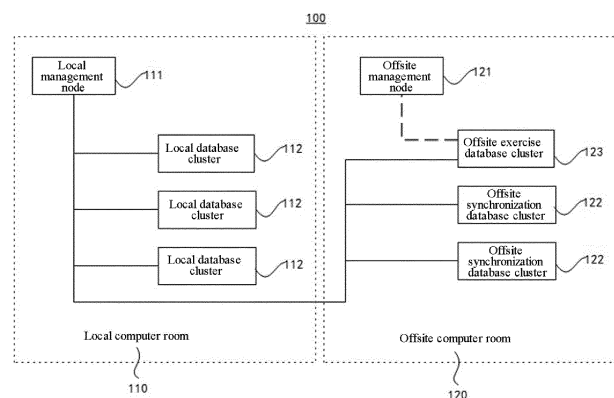 100
Local
management
node
111
Offsite
management
node
121
Local database
cluster
112
Offsite exercise
database cluster
123
Local database
cluster
112
Offsite
synchronization
database cluster
122
Local database
cluster
112
Offsite
synchronization
database cluster
122
Local computer room
Offsite computer room
110
120